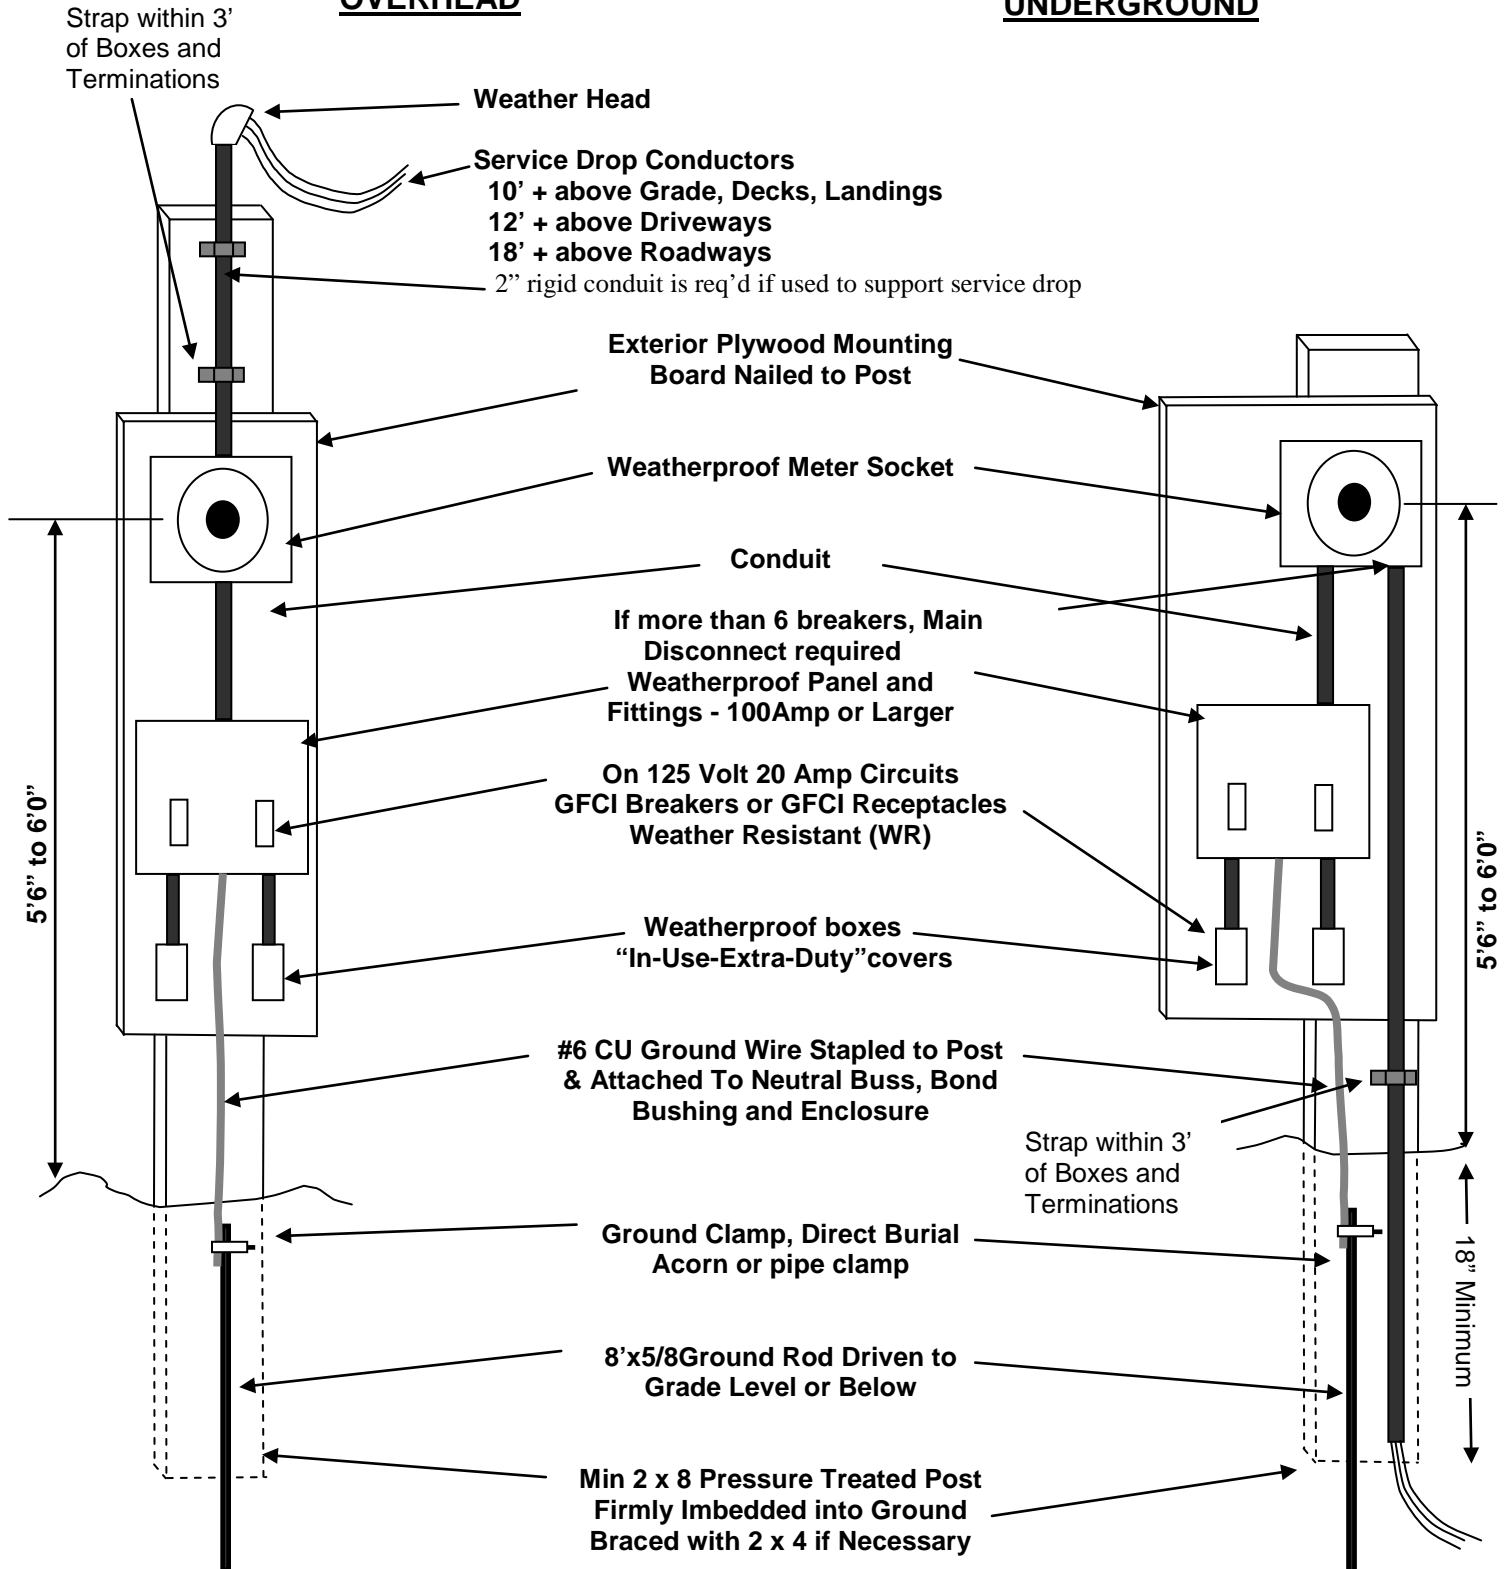 OVERHEAD
UNDERGROUND
Strap within 3’
of Boxes and
Terminations
Weather Head
Service Drop Conductors
10’ + above Grade, Decks, Landings
12’ + above Driveways
18’ + above Roadways
2” rigid conduit is req’d if used to support service drop
Exterior Plywood Mounting
Board Nailed to Post
Weatherproof Meter Socket
Conduit
If more than 6 breakers, Main
Disconnect required
Weatherproof Panel and
Fittings - 100Amp or Larger
On 125 Volt 20 Amp Circuits
GFCI Breakers or GFCI Receptacles
Weather Resistant (WR)
5’6” to 6’0”
5’6” to 6’0”
Weatherproof boxes
“In-Use-Extra-Duty”covers
#6 CU Ground Wire Stapled to Post
& Attached To Neutral Buss, Bond
Bushing and Enclosure
Strap within 3’
of Boxes and
Terminations
Ground Clamp, Direct Burial
Acorn or pipe clamp
18” Minimum
8’x5/8Ground Rod Driven to
Grade Level or Below
Min 2 x 8 Pressure Treated Post
Firmly Imbedded into Ground
Braced with 2 x 4 if Necessary